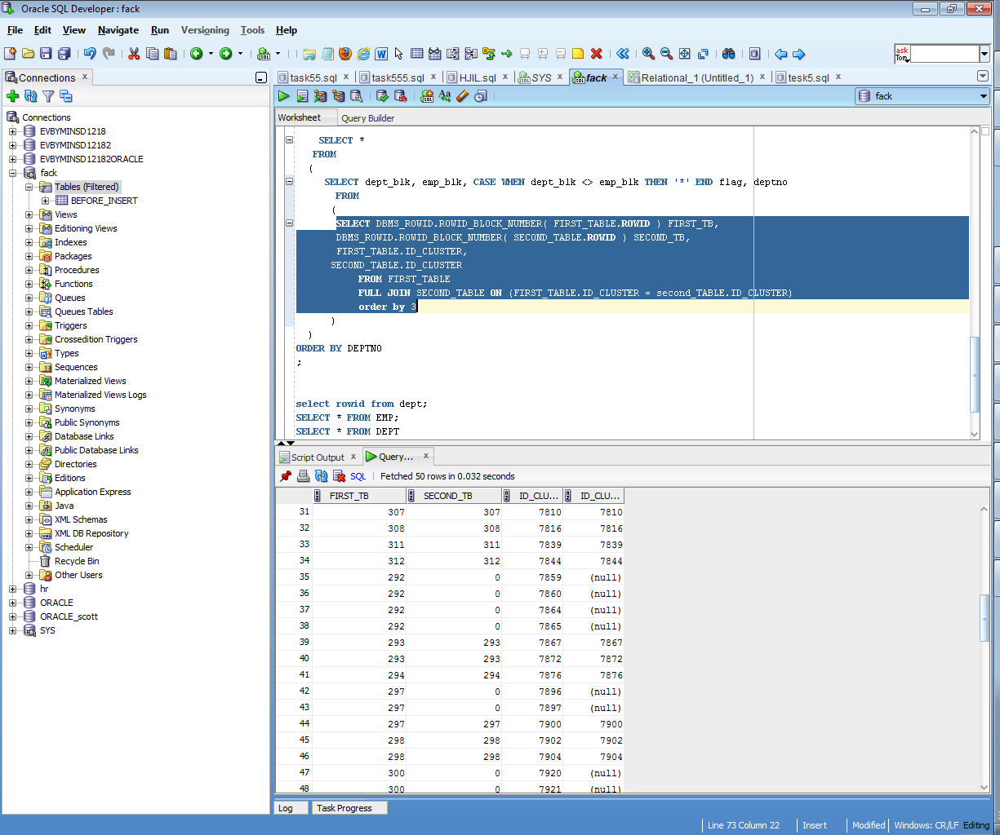 Oracle SQL Developer : fack
File Edit View Navigate Run Versioning Tools Help
ask
Tom
Connections x
task55.sql x task555.sql x HJIL.sql x SYS x fack x Relational_1 (Untitled_1) x tesk5.sql x
fack
Worksheet Query Builder
Connections
EVBYMINSD1218
EVBYMINSD12182
EVBYMINSD12182ORACLE
fack
Tables (Filtered)
BEFORE_INSERT
Views
Editioning Views
Indexes
Packages
Procedures
Functions
Queues
Queues Tables
Triggers
Crossedition Triggers
Types
Sequences
Materialized Views
Materialized Views Logs
Synonyms
Public Synonyms
Database Links
Public Database Links
Directories
Editions
Application Express
Java
XML Schemas
XML DB Repository
Scheduler
Recycle Bin
Other Users
hr
ORACLE
ORACLE_scott
SYS
SELECT *
FROM
(
SELECT dept_blk, emp_blk, CASE WHEN dept_blk <> emp_blk THEN '*' END flag, deptno
FROM
(
SELECT DBMS_ROWID.ROWID_BLOCK_NUMBER( FIRST_TABLE.ROWID ) FIRST_TB,
DBMS_ROWID.ROWID_BLOCK_NUMBER( SECOND_TABLE.ROWID ) SECOND_TB,
FIRST_TABLE.ID_CLUSTER,
SECOND_TABLE.ID_CLUSTER
FROM FIRST_TABLE
FULL JOIN SECOND_TABLE ON (FIRST_TABLE.ID_CLUSTER = second_TABLE.ID_CLUSTER)
order by 3
)
)
ORDER BY DEPTNO
;
select rowid from dept;
SELECT * FROM EMP;
SELECT * FROM DEPT
Script Output x Query... x
SQL | Fetched 50 rows in 0.032 seconds
FIRST_TB SECOND_TB ID_CLU... ID_CLU...
31 307 307 7810 7810
32 308 308 7816 7816
33 311 311 7839 7839
34 312 312 7844 7844
35 292 0 7859 (null)
36 292 0 7860 (null)
37 292 0 7864 (null)
38 292 0 7865 (null)
39 293 293 7867 7867
40 293 293 7872 7872
41 294 294 7876 7876
42 297 0 7896 (null)
43 297 0 7897 (null)
44 297 297 7900 7900
45 298 298 7902 7902
46 298 298 7904 7904
47 300 0 7920 (null)
48 300 0 7921 (null)
Log Task Progress
Line 73 Column 22 Insert Modified Windows: CR/LF Editing